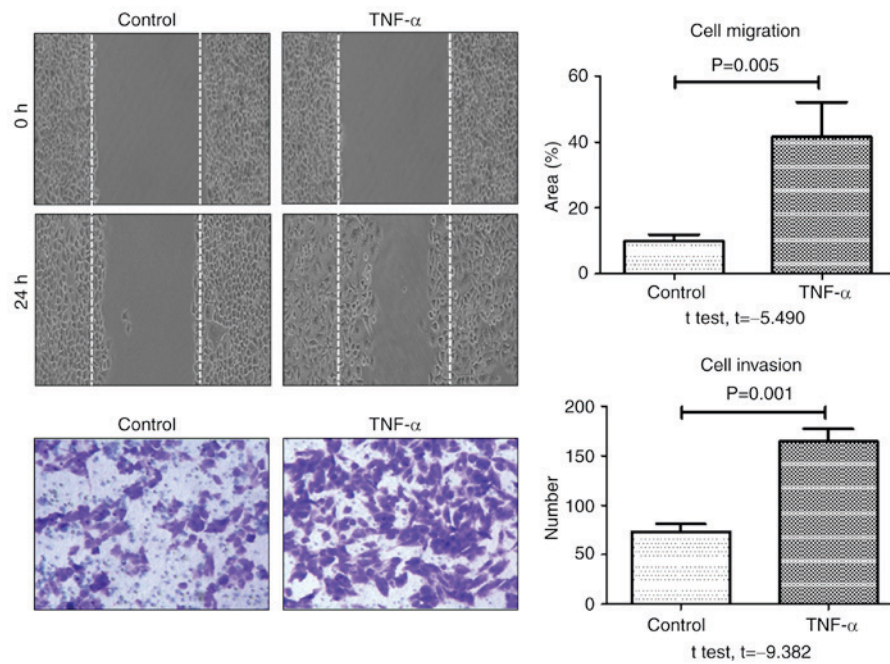 Control
TNF-α
0 h
24 h
Control
TNF-α
Cell migration
P=0.005
60
40
20
0
Area (%)
Control
TNF-α
t test, t=−5.490
Cell invasion
P=0.001
200
150
100
50
0
Number
Control
TNF-α
t test, t=−9.382